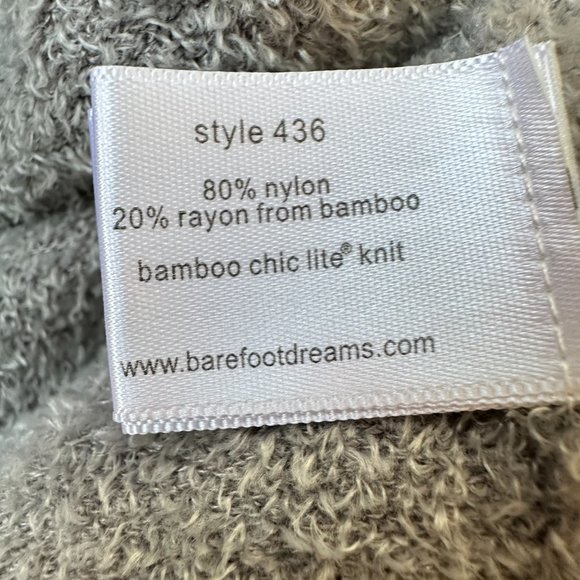 style 436
80% nylon
20% rayon from bamboo
bamboo chic lite® knit
www.barefootdreams.com